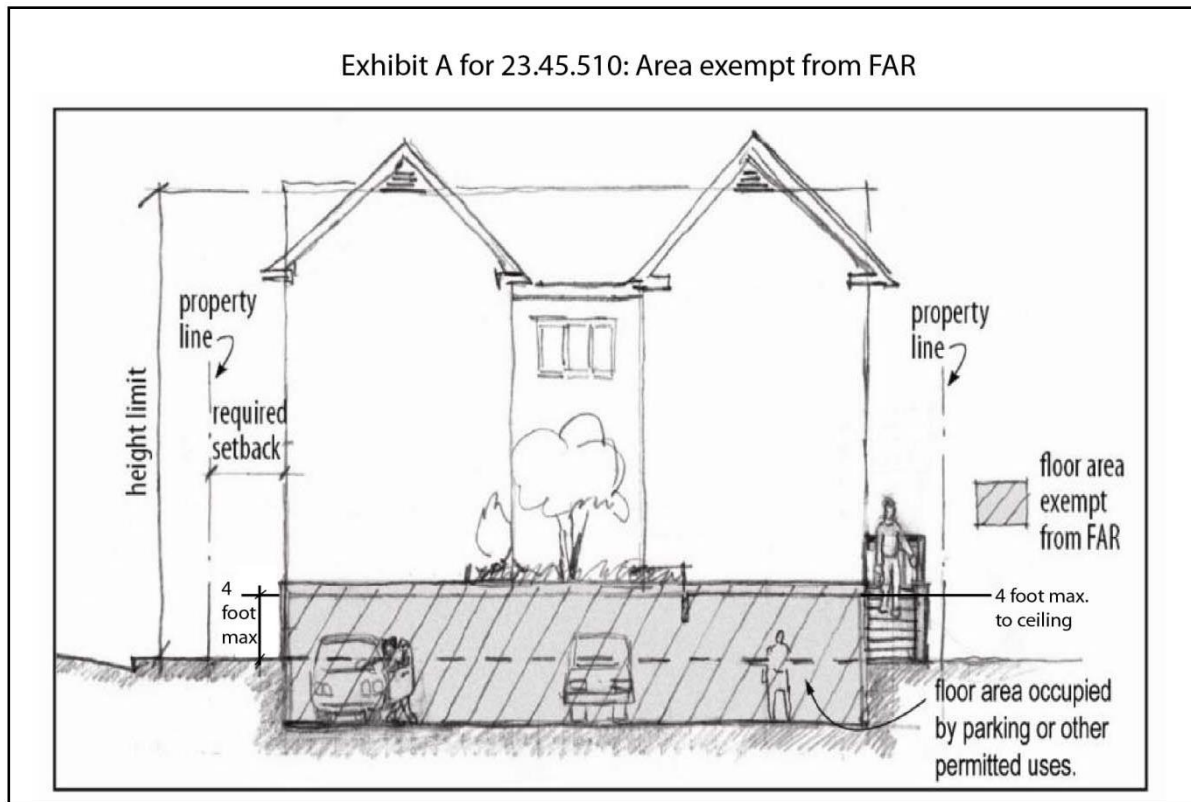 Exhibit A for 23.45.510: Area exempt from FAR
property
line
required
setback
height limit
4
foot
max
property
line
floor area
exempt
from FAR
4 foot max.
to ceiling
floor area occupied
by parking or other
permitted uses.